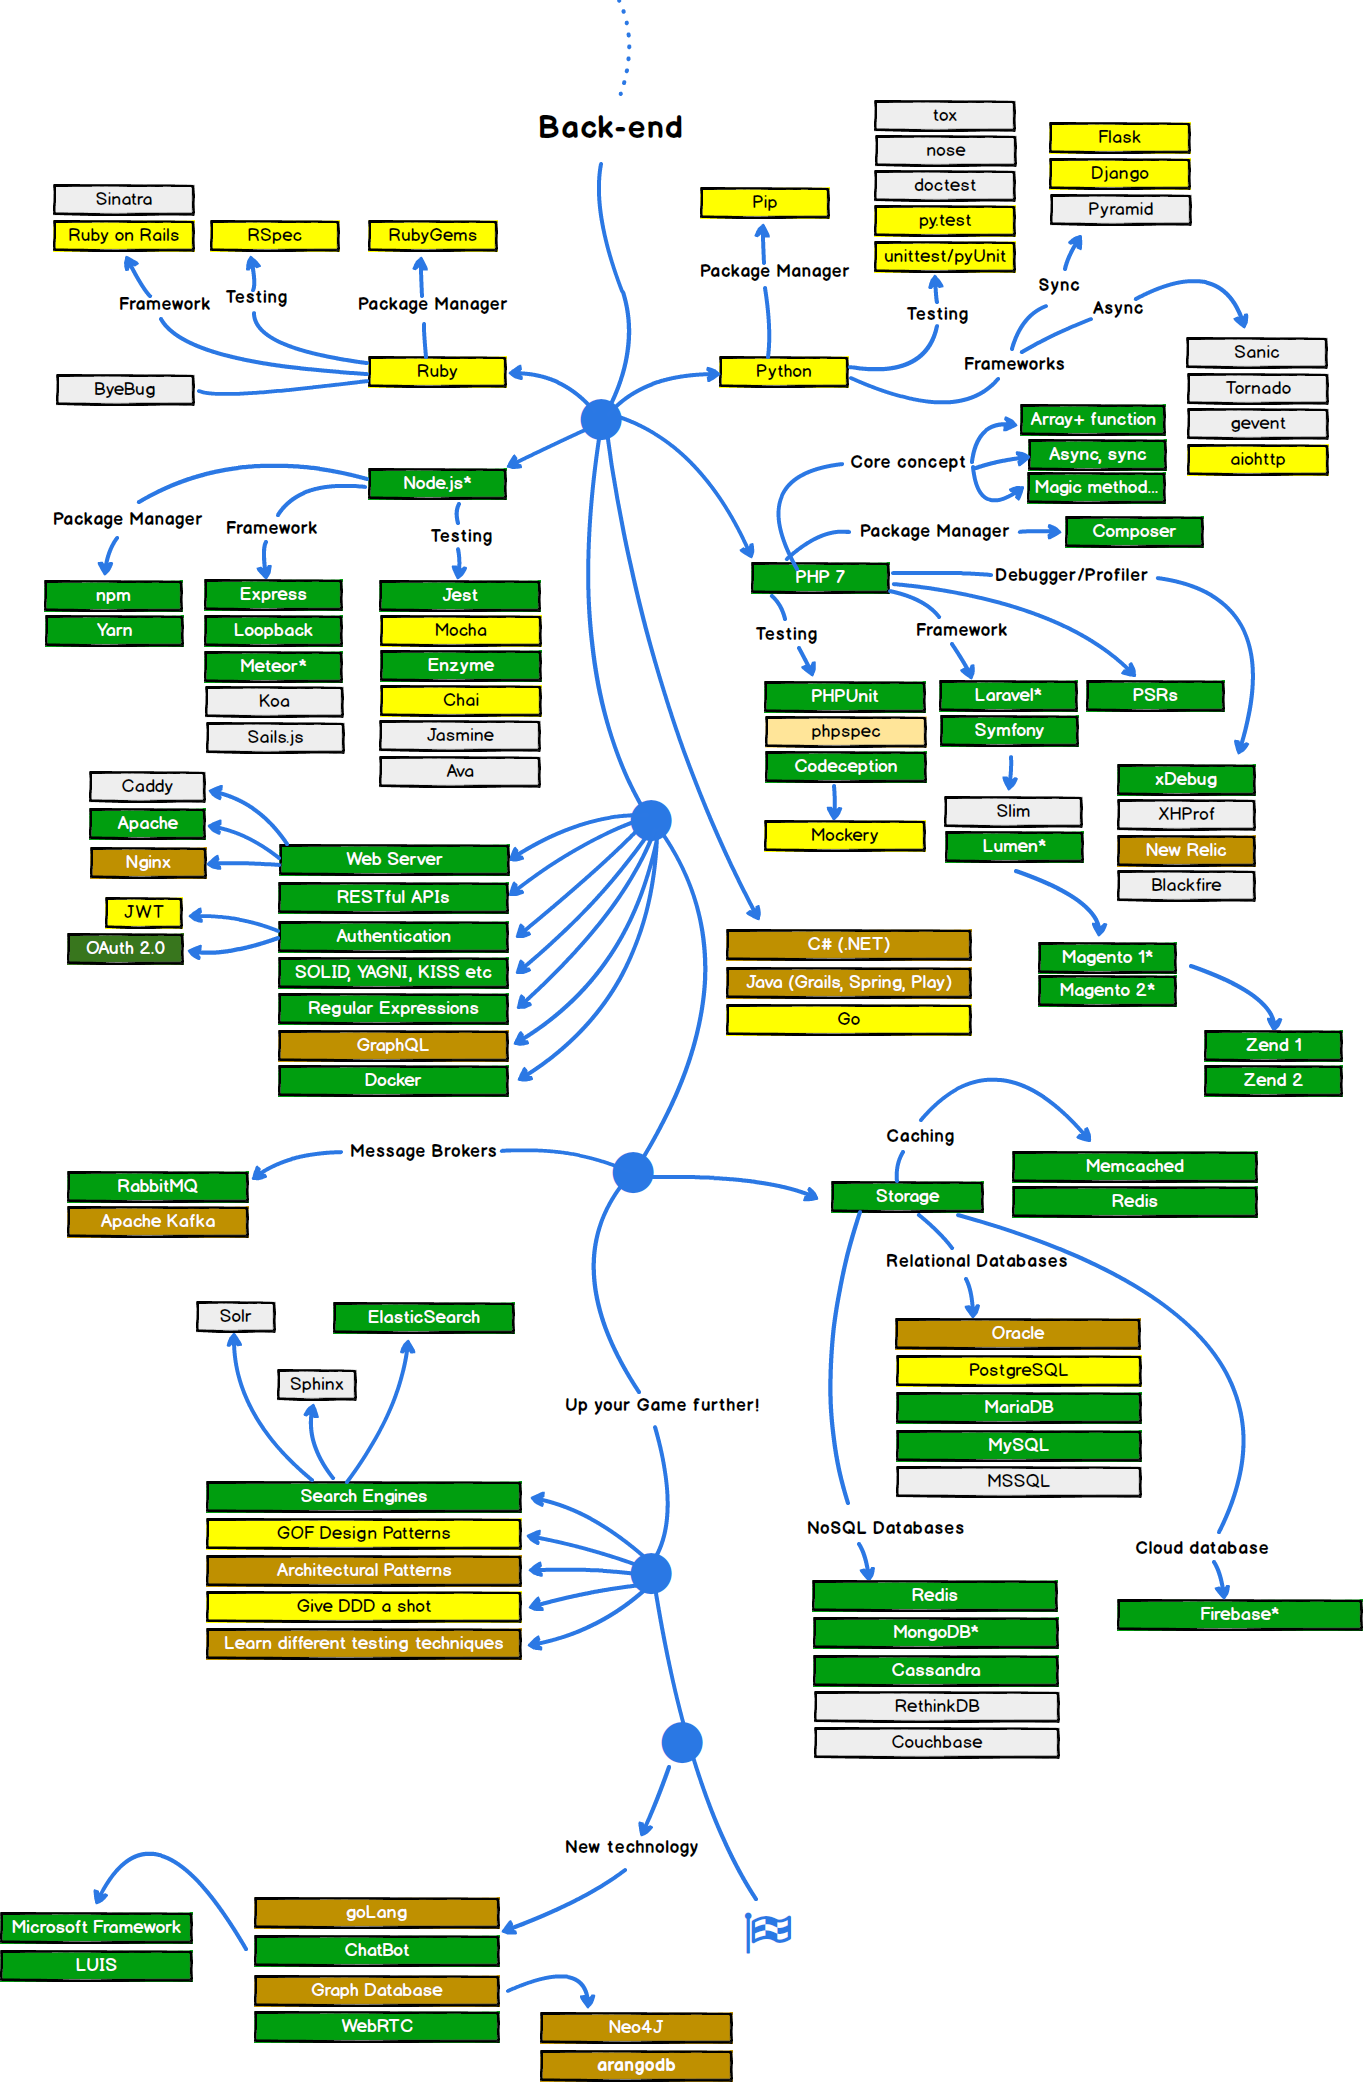 Back-end
Sinatra
Ruby on Rails
RSpec
RubyGems
Framework
Testing
Package Manager
Ruby
ByeBug
Pip
Package Manager
Python
tox
nose
doctest
py.test
unittest/pyUnit
Testing
Flask
Django
Pyramid
Sync
Async
Frameworks
Sanic
Tornado
gevent
aiohttp
Node.js*
Package Manager
Framework
Testing
npm
Yarn
Express
Loopback
Meteor*
Koa
Sails.js
Jest
Mocha
Enzyme
Chai
Jasmine
Ava
Core concept
Array+ function
Async, sync
Magic method...
Package Manager
Composer
PHP 7
Debugger/Profiler
Testing
Framework
PHPUnit
phpspec
Codeception
Mockery
Laravel*
Symfony
PSRs
Slim
Lumen*
xDebug
XHProf
New Relic
Blackfire
Magento 1*
Magento 2*
Zend 1
Zend 2
C# (.NET)
Java (Grails, Spring, Play)
Go
Caddy
Apache
Nginx
JWT
OAuth 2.0
Web Server
RESTful APIs
Authentication
SOLID, YAGNI, KISS etc
Regular Expressions
GraphQL
Docker
Message Brokers
RabbitMQ
Apache Kafka
Caching
Storage
Memcached
Redis
Relational Databases
Oracle
PostgreSQL
MariaDB
MySQL
MSSQL
NoSQL Databases
Redis
MongoDB*
Cassandra
RethinkDB
Couchbase
Cloud database
Firebase*
Solr
ElasticSearch
Sphinx
Up your Game further!
Search Engines
GOF Design Patterns
Architectural Patterns
Give DDD a shot
Learn different testing techniques
New technology
Microsoft Framework
LUIS
goLang
ChatBot
Graph Database
WebRTC
Neo4J
arangodb